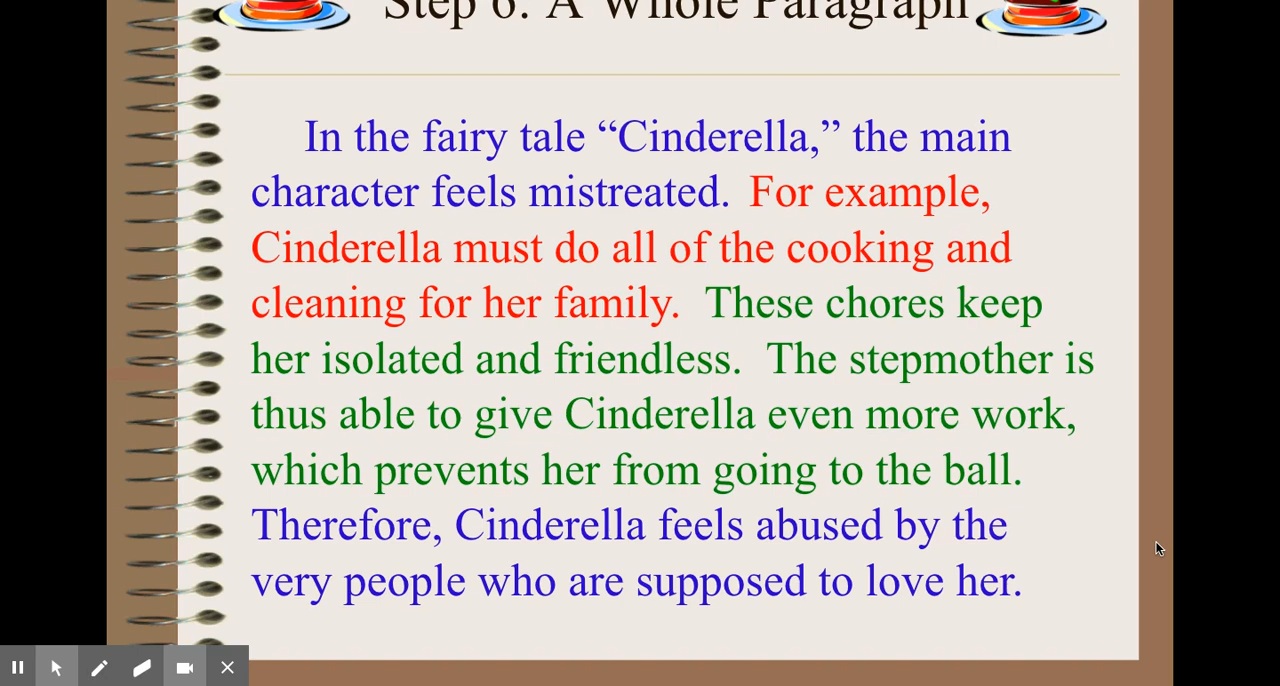 Step 6: A Whole Paragraph
In the fairy tale “Cinderella,” the main
character feels mistreated. For example,
Cinderella must do all of the cooking and
cleaning for her family. These chores keep
her isolated and friendless. The stepmother is
thus able to give Cinderella even more work,
which prevents her from going to the ball.
Therefore, Cinderella feels abused by the
very people who are supposed to love her.